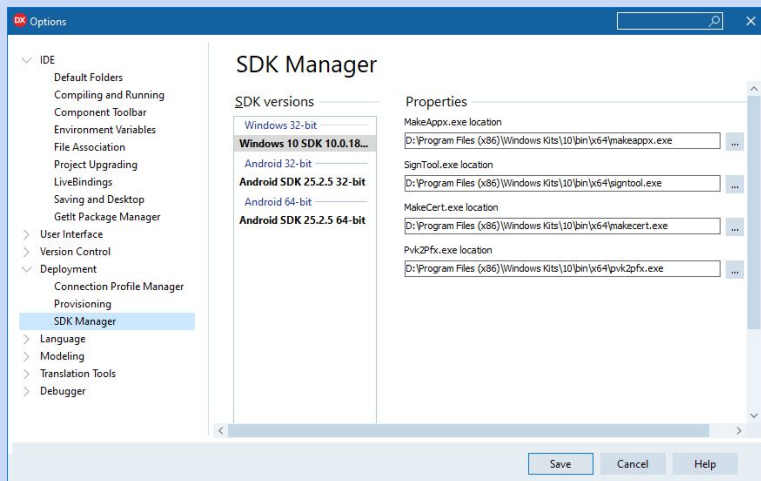 DX Options
IDE
Default Folders
Compiling and Running
Component Toolbar
Environment Variables
File Association
Project Upgrading
LiveBindings
Saving and Desktop
GetIt Package Manager
User Interface
Version Control
Deployment
Connection Profile Manager
Provisioning
SDK Manager
Language
Modeling
Translation Tools
Debugger
SDK Manager
SDK versions
Windows 32-bit
Windows 10 SDK 10.0.18...
Android 32-bit
Android SDK 25.2.5 32-bit
Android 64-bit
Android SDK 25.2.5 64-bit
Properties
MakeAppx.exe location
D:\Program Files (x86)\Windows Kits\10\bin\x64\makeappx.exe
...
SignTool.exe location
D:\Program Files (x86)\Windows Kits\10\bin\x64\signtool.exe
...
MakeCert.exe location
D:\Program Files (x86)\Windows Kits\10\bin\x64\makecert.exe
...
Pvk2Pfx.exe location
D:\Program Files (x86)\Windows Kits\10\bin\x64\pvk2pfx.exe
...
Save Cancel Help